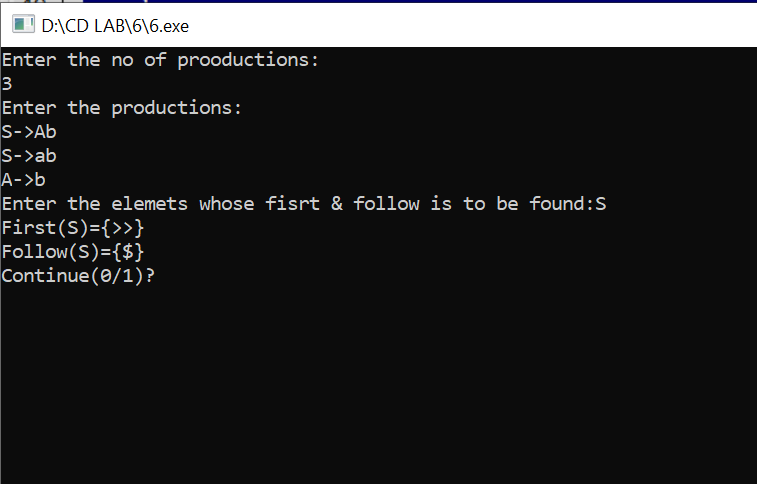 D:\CD LAB\6\6.exe
Enter the no of prooductions:
3
Enter the productions:
S->Ab
S->ab
A->b
Enter the elemets whose fisrt & follow is to be found:S
First(S)={>>}
Follow(S)={$}
Continue(0/1)?